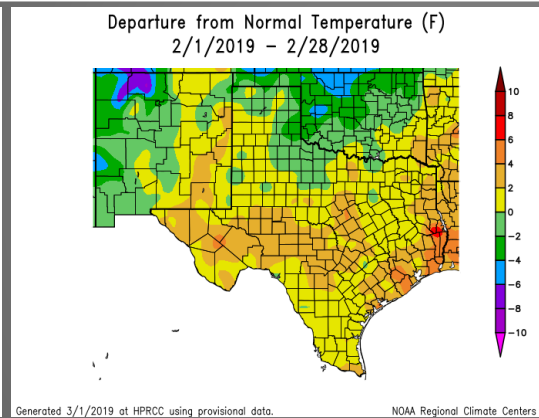 Departure from Normal Temperature (F)
2/1/2019 – 2/28/2019
10
8
6
4
2
0
-2
-4
-6
-8
-10
Generated 3/1/2019 at HPRCC using provisional data.
NOAA Regional Climate Centers